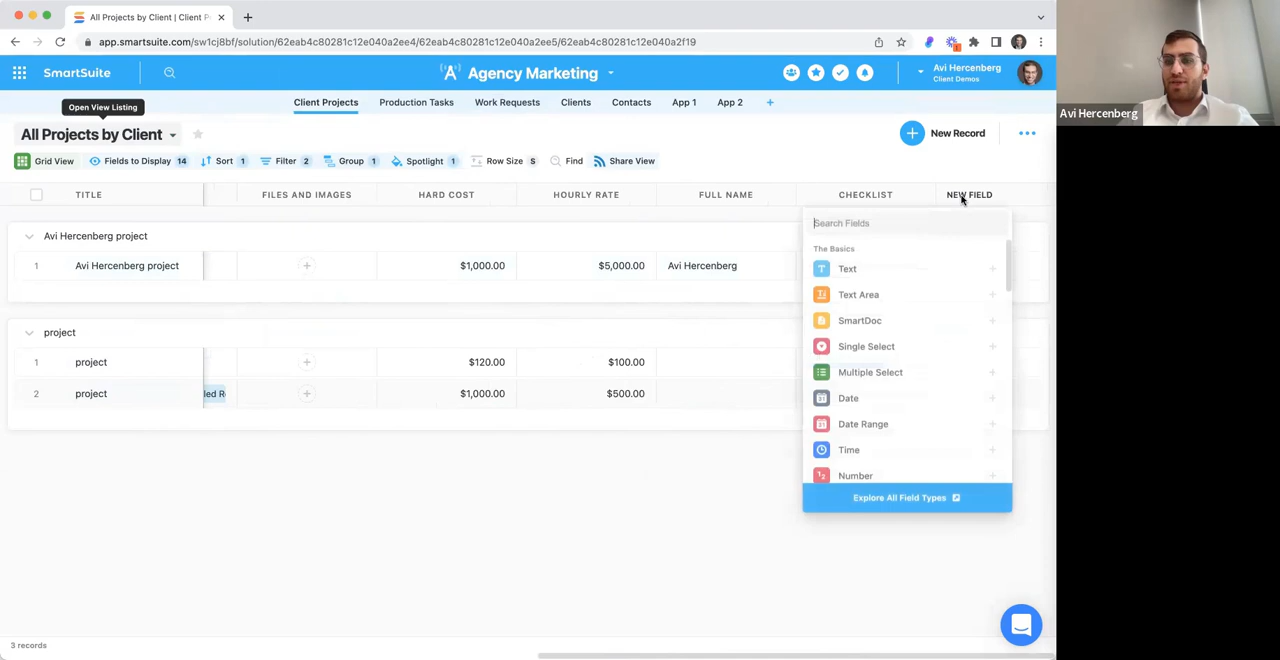 All Projects by Client | Client P
app.smartsuite.com/sw1cj8bf/solution/62eab4c80281c12e040a2ee4/62eab4c80281c12e040a2ee5/62eab4c80281c12e040a2f19
SmartSuite
Agency Marketing
Avi Hercenberg
Client Demos
Client Projects Production Tasks Work Requests Clients Contacts App 1 App 2
Open View Listing
All Projects by Client
New Record
Grid View Fields to Display 14 Sort 1 Filter 2 Group 1 Spotlight 1 Row Size S Find Share View
TITLE FILES AND IMAGES HARD COST HOURLY RATE FULL NAME CHECKLIST NEW FIELD
Avi Hercenberg project
1 Avi Hercenberg project $1,000.00 $5,000.00 Avi Hercenberg
project
1 project $120.00 $100.00
2 project led R $1,000.00 $500.00
Search Fields
The Basics
Text
Text Area
SmartDoc
Single Select
Multiple Select
Date
Date Range
Time
Number
Explore All Field Types
3 records
Avi Hercenberg